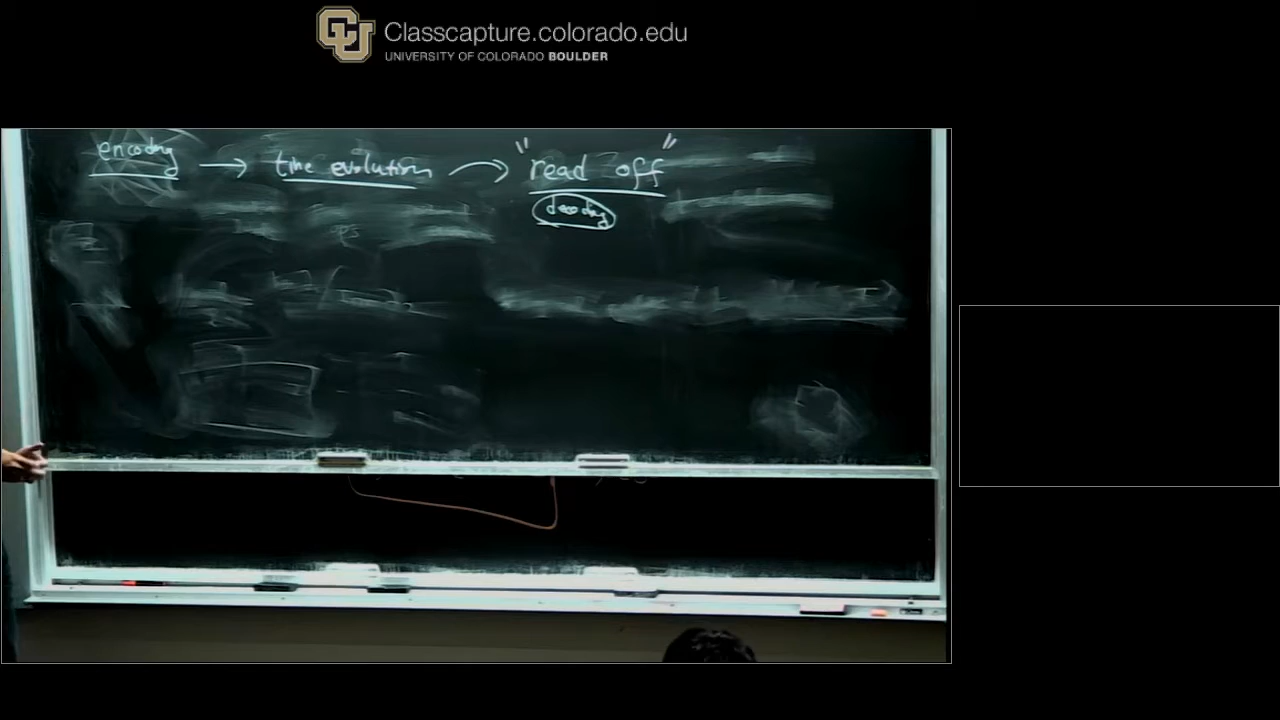 Classcapture.colorado.edu
UNIVERSITY OF COLORADO BOULDER
encoding → time evolution → "read off"
decoding